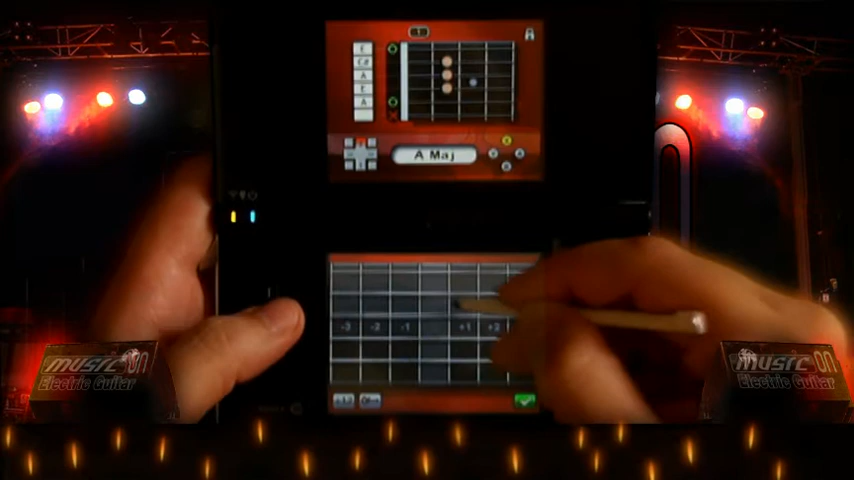 E
C#
A
E
A
A Maj
-3 -2 -1 +1 +2
music on
Electric Guitar
music on
Electric Guitar